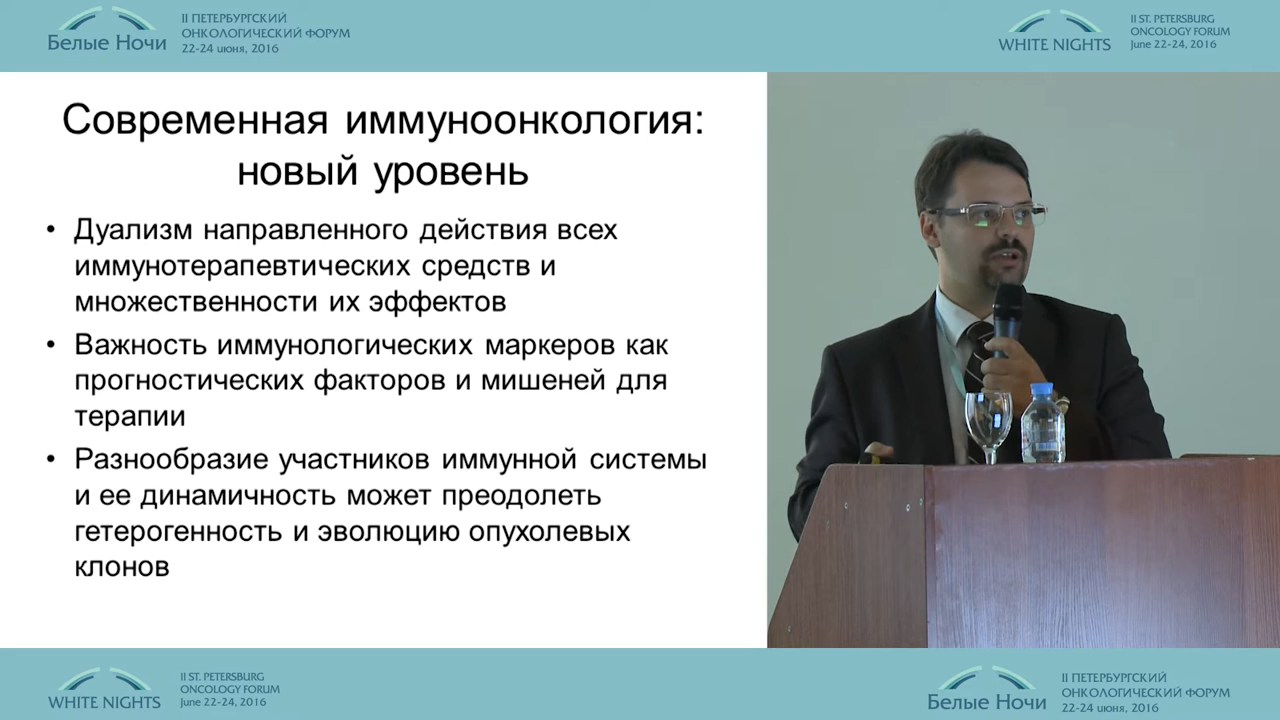 Белые Ночи
II ПЕТЕРБУРГСКИЙ
ОНКОЛОГИЧЕСКИЙ ФОРУМ
22-24 июня, 2016
WHITE NIGHTS
II ST. PETERSBURG
ONCOLOGY FORUM
June 22-24, 2016
Современная иммуноонкология:
новый уровень
• Дуализм направленного действия всех
иммунотерапевтических средств и
множественности их эффектов
• Важность иммунологических маркеров как
прогностических факторов и мишеней для
терапии
• Разнообразие участников иммунной системы
и ее динамичность может преодолеть
гетерогенность и эволюцию опухолевых
клонов
WHITE NIGHTS
II ST. PETERSBURG
ONCOLOGY FORUM
June 22-24, 2016
Белые Ночи
II ПЕТЕРБУРГСКИЙ
ОНКОЛОГИЧЕСКИЙ ФОРУМ
22-24 июня, 2016